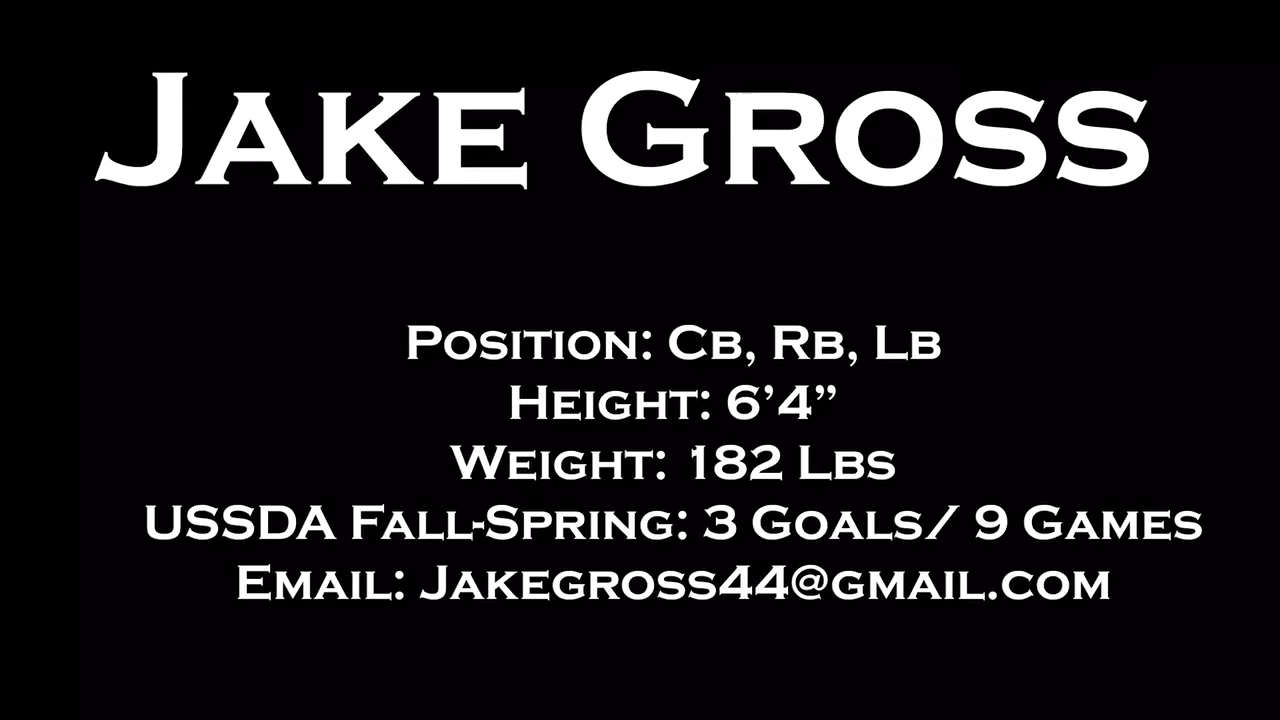 Jake Gross
Position: Cb, Rb, Lb
Height: 6’4”
Weight: 182 Lbs
USSDA Fall-Spring: 3 Goals/ 9 Games
Email: Jakegross44@gmail.com